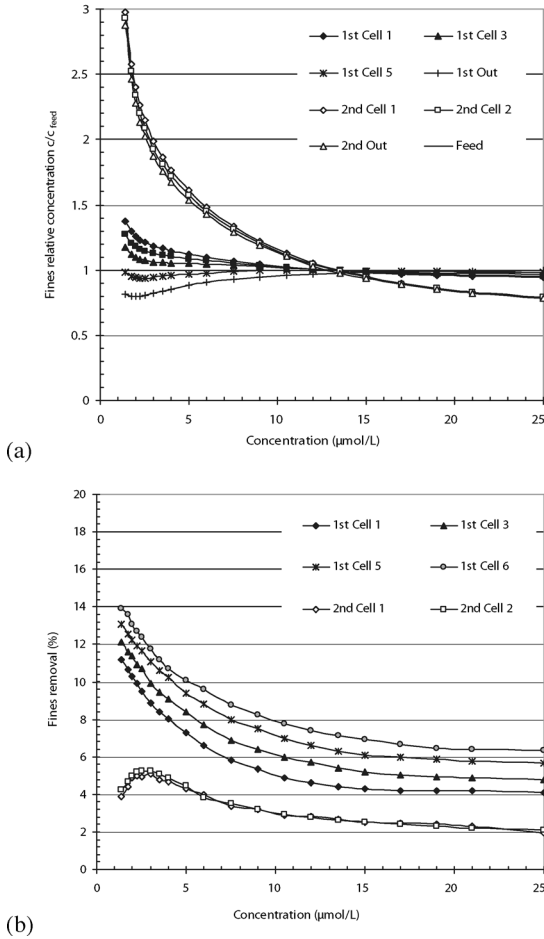 3
2.5
2
1.5
1
0.5
0
Fines relative concentration c/c feed
1st Cell 1
1st Cell 3
1st Cell 5
1st Out
2nd Cell 1
2nd Cell 2
2nd Out
Feed
0 5 10 15 20 25
Concentration (µmol/L)
(a)
20
18
16
14
12
10
8
6
4
2
0
Fines removal (%)
1st Cell 1
1st Cell 3
1st Cell 5
1st Cell 6
2nd Cell 1
2nd Cell 2
0 5 10 15 20 25
Concentration (µmol/L)
(b)